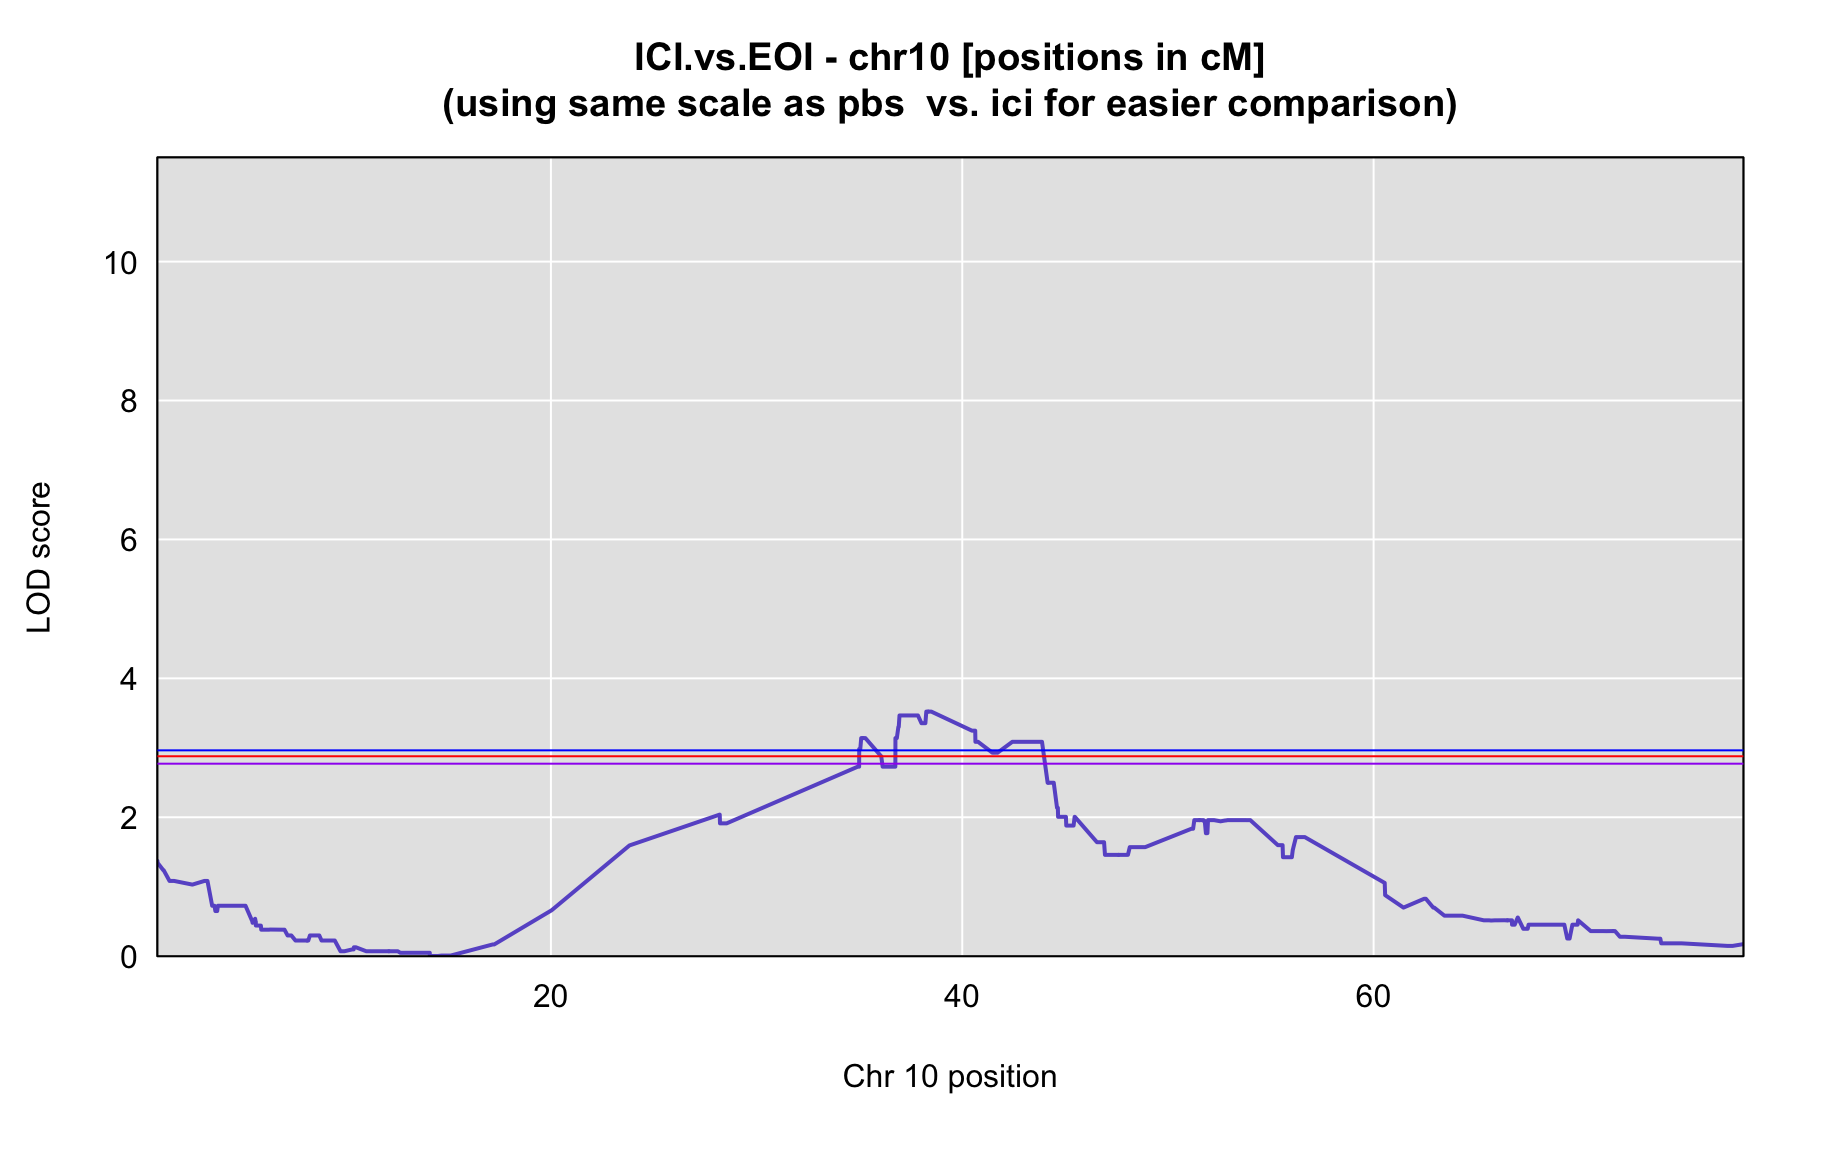 ICI.vs.EOI - chr10 [positions in cM]
(using same scale as pbs  vs. ici for easier comparison)
10
8
6
4
2
0
LOD score
20 40 60
Chr 10 position